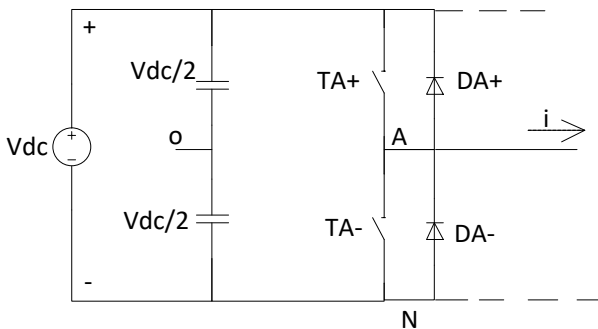 +
Vdc/2
TA+
DA+
i
Vdc
+
−
o
A
Vdc/2
TA-
DA-
-
N